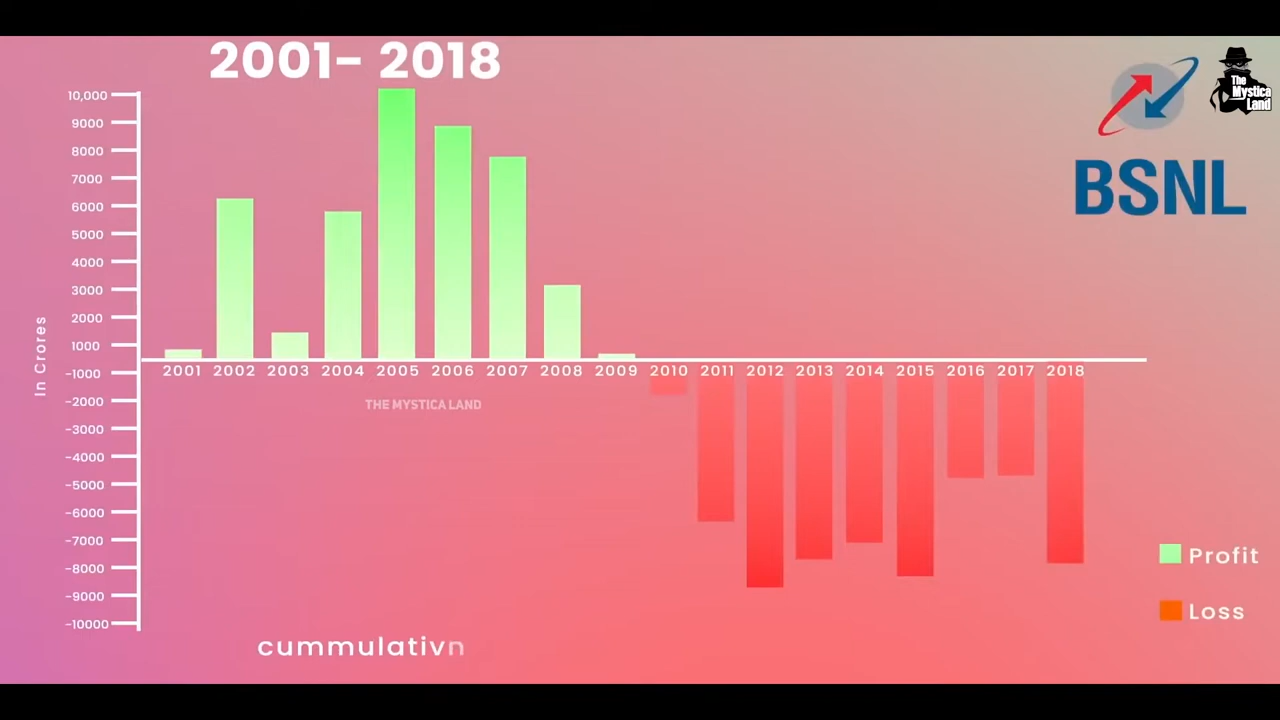 2001- 2018
The
Mystica
Land
BSNL
10,000
9000
8000
7000
6000
5000
4000
3000
2000
1000
-1000
-2000
-3000
-4000
-5000
-6000
-7000
-8000
-9000
-10000
In Crores
2001 2002 2003 2004 2005 2006 2007 2008 2009 2010 2011 2012 2013 2014 2015 2016 2017 2018
THE MYSTICA LAND
Profit
Loss
cummulativn